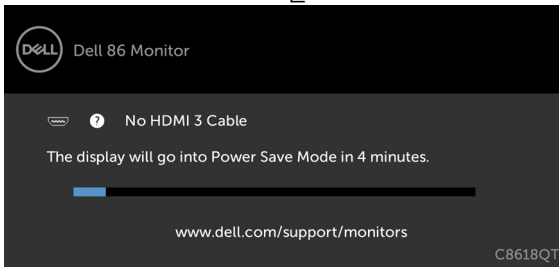 DELL
Dell 86 Monitor
? No HDMI 3 Cable
The display will go into Power Save Mode in 4 minutes.
www.dell.com/support/monitors
C8618QT